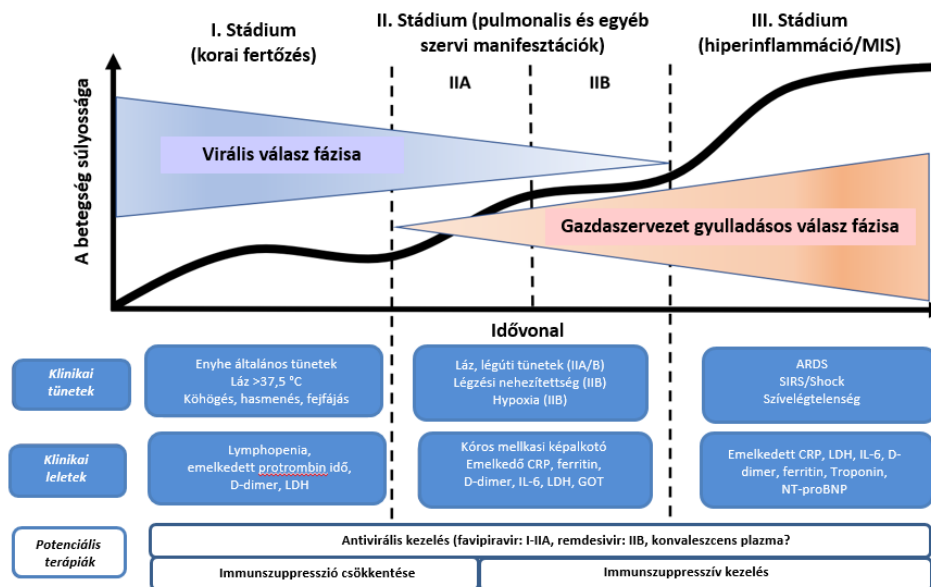 I. Stádium
(korai fertőzés)
II. Stádium (pulmonalis és egyéb
szervi manifesztációk)
III. Stádium
(hiperinflammáció/MIS)
IIA
IIB
A betegség súlyossága
Virális válasz fázisa
Gazdaszervezet gyulladásos válasz fázisa
Idővonal
Klinikai
tünetek
Enyhe általános tünetek
Láz >37,5 °C
Köhögés, hasmenés, fejfájás
Láz, légúti tünetek (IIA/B)
Légzési nehezítettség (IIB)
Hypoxia (IIB)
ARDS
SIRS/Shock
Szívelégtelenség
Klinikai
leletek
Lymphopenia,
emelkedett protrombin idő,
D-dimer, LDH
Kóros mellkasi képalkotó
Emelkedő CRP, ferritin,
D-dimer, IL-6, LDH, GOT
Emelkedett CRP, LDH, IL-6, D-
dimer, ferritin, Troponin,
NT-proBNP
Potenciális
terápiák
Antivirális kezelés (favipiravir: I-IIA, remdesivir: IIB, konvaleszcens plazma?
Immunszuppresszió csökkentése
Immunszuppresszív kezelés